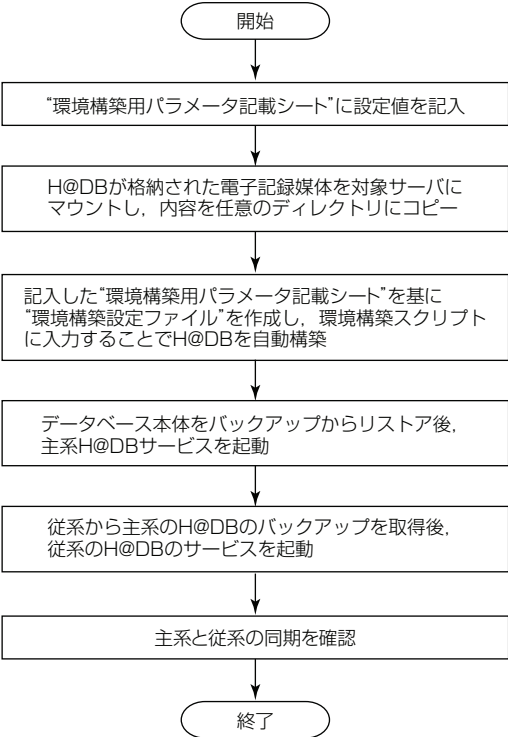 開始
“環境構築用パラメータ記載シート”に設定値を記入
H@DBが格納された電子記録媒体を対象サーバに
マウントし，内容を任意のディレクトリにコピー
記入した“環境構築用パラメータ記載シート”を基に
“環境構築設定ファイル”を作成し，環境構築スクリプト
に入力することでH@DBを自動構築
データベース本体をバックアップからリストア後，
主系H@DBサービスを起動
従系から主系のH@DBのバックアップを取得後，
従系のH@DBのサービスを起動
主系と従系の同期を確認
終了